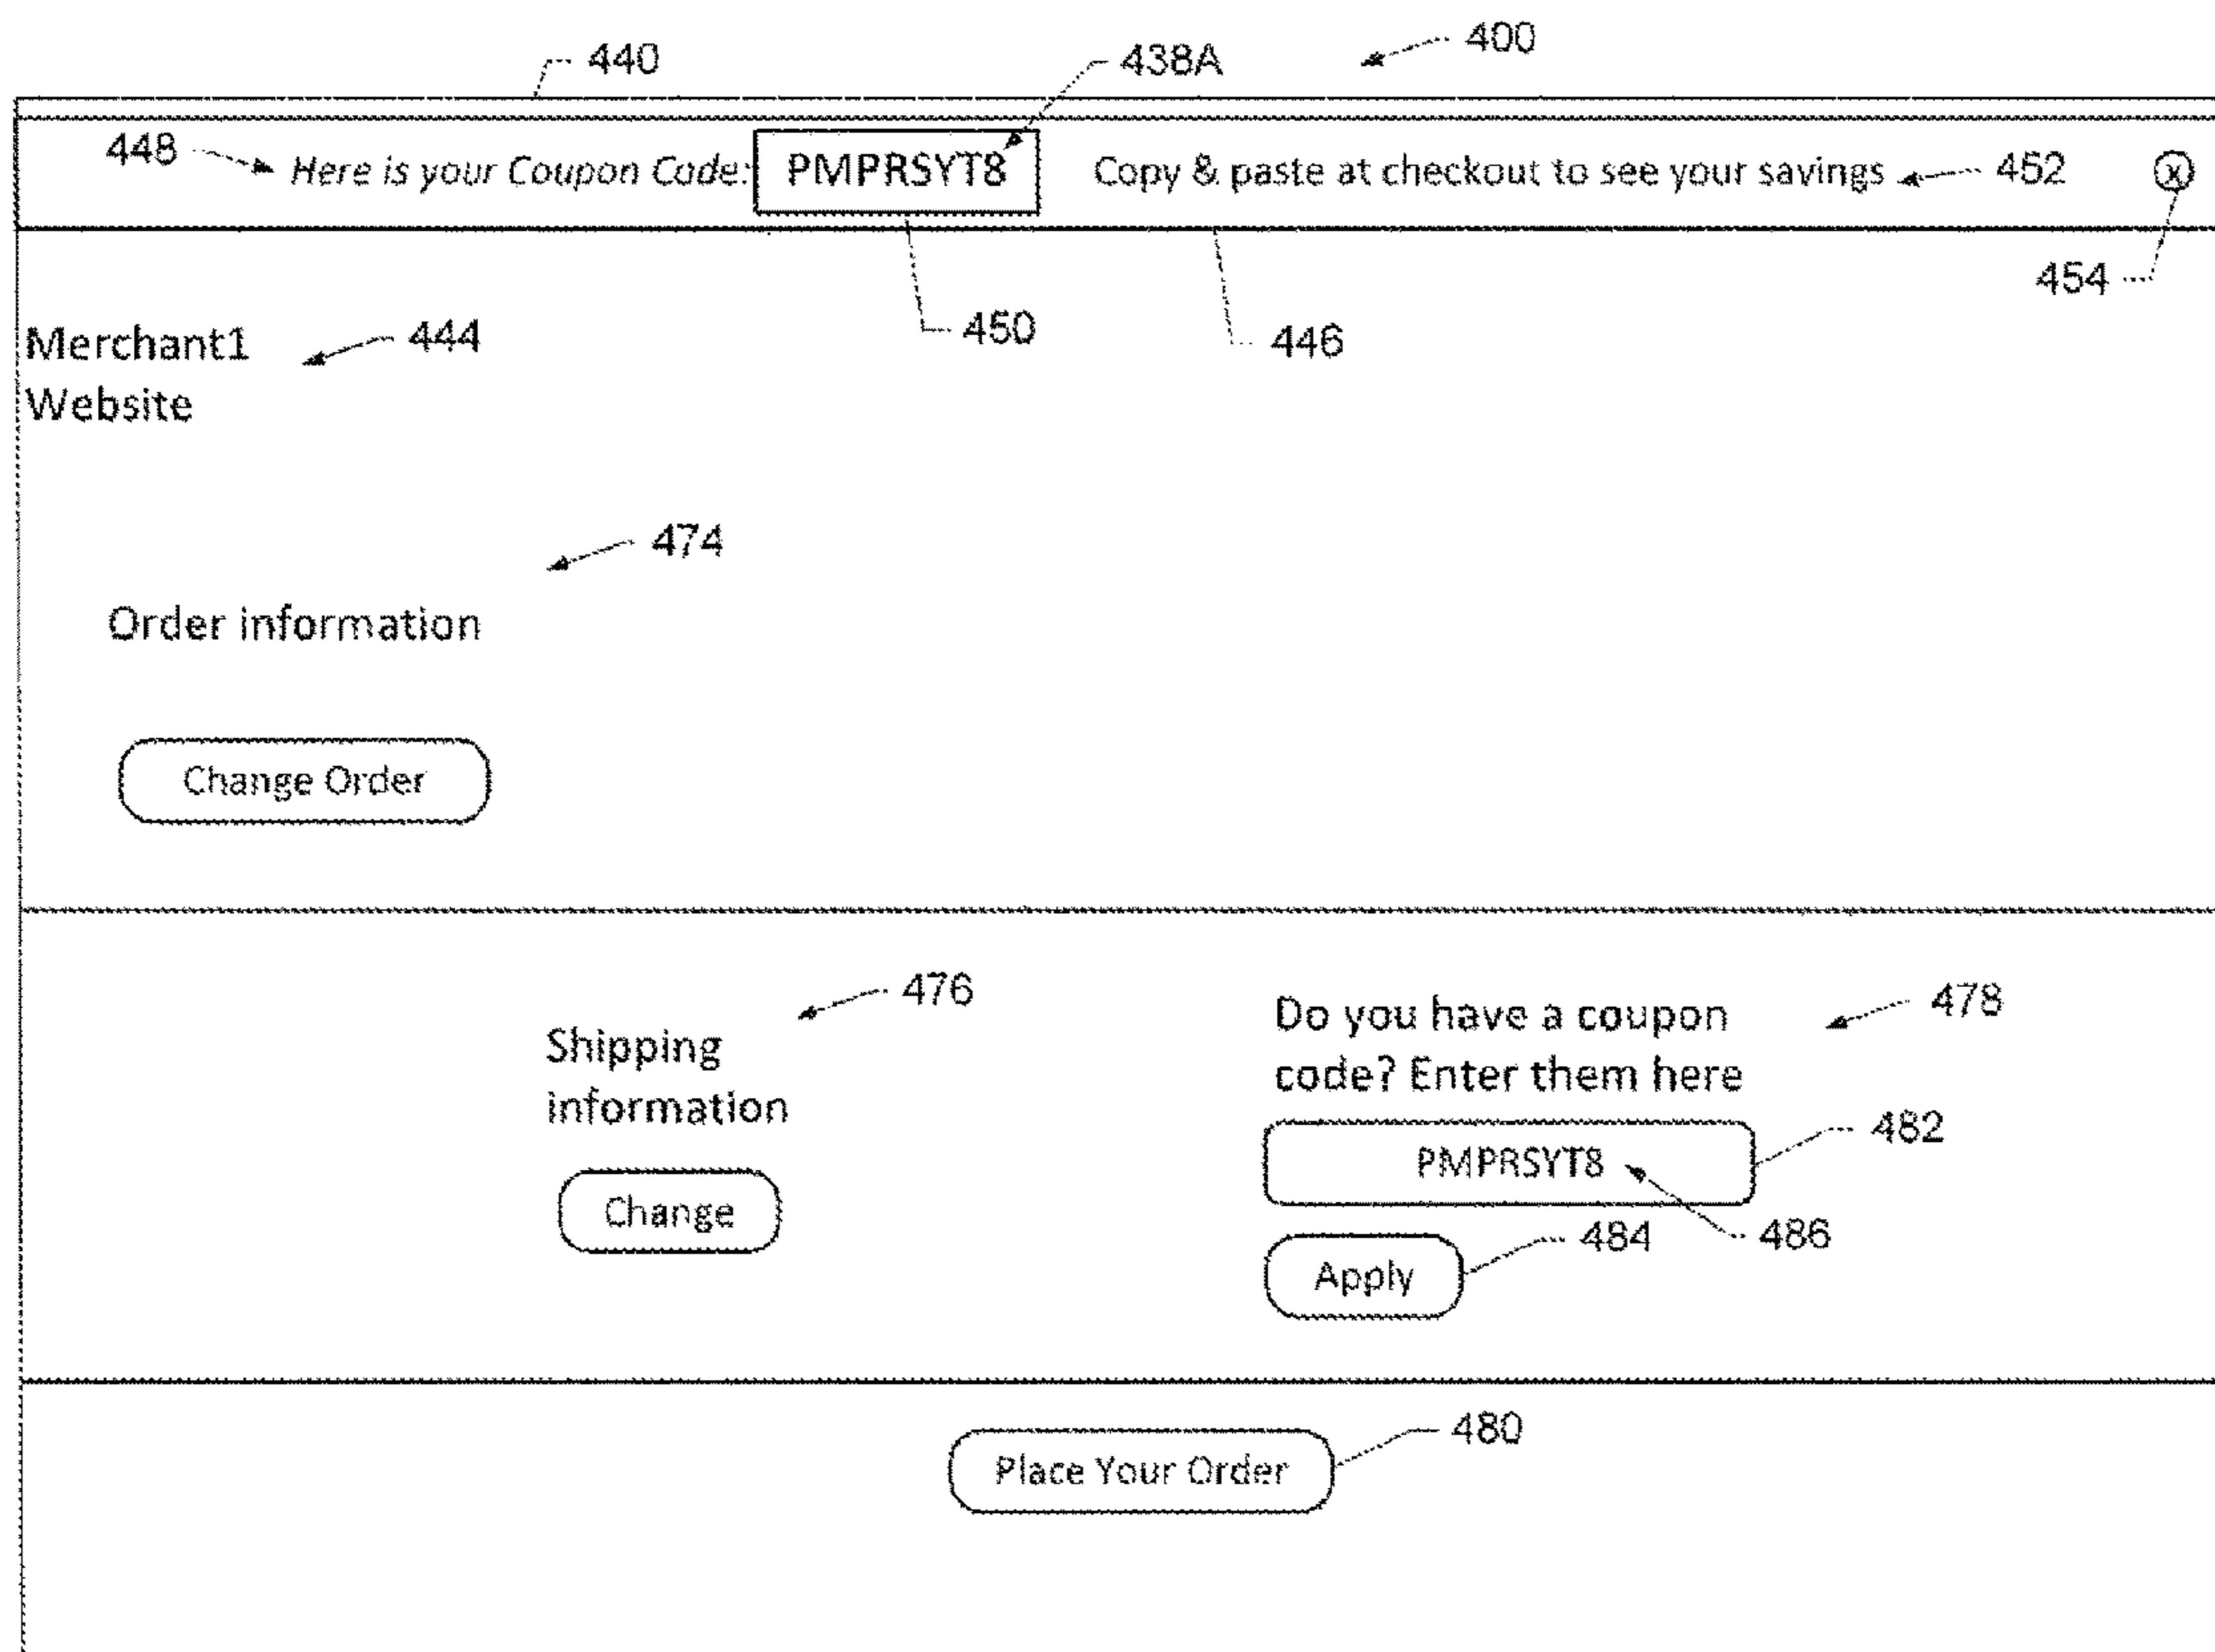 440
438A
400
448
Here is your Coupon Code:
PMPRSYT8
Copy & paste at checkout to see your savings
452
x
454
450
446
Merchant1
Website
444
474
Order information
Change Order
476
Shipping
information
Change
Do you have a coupon
code? Enter them here
478
PMPRSYT8
482
486
484
Apply
Place Your Order
480